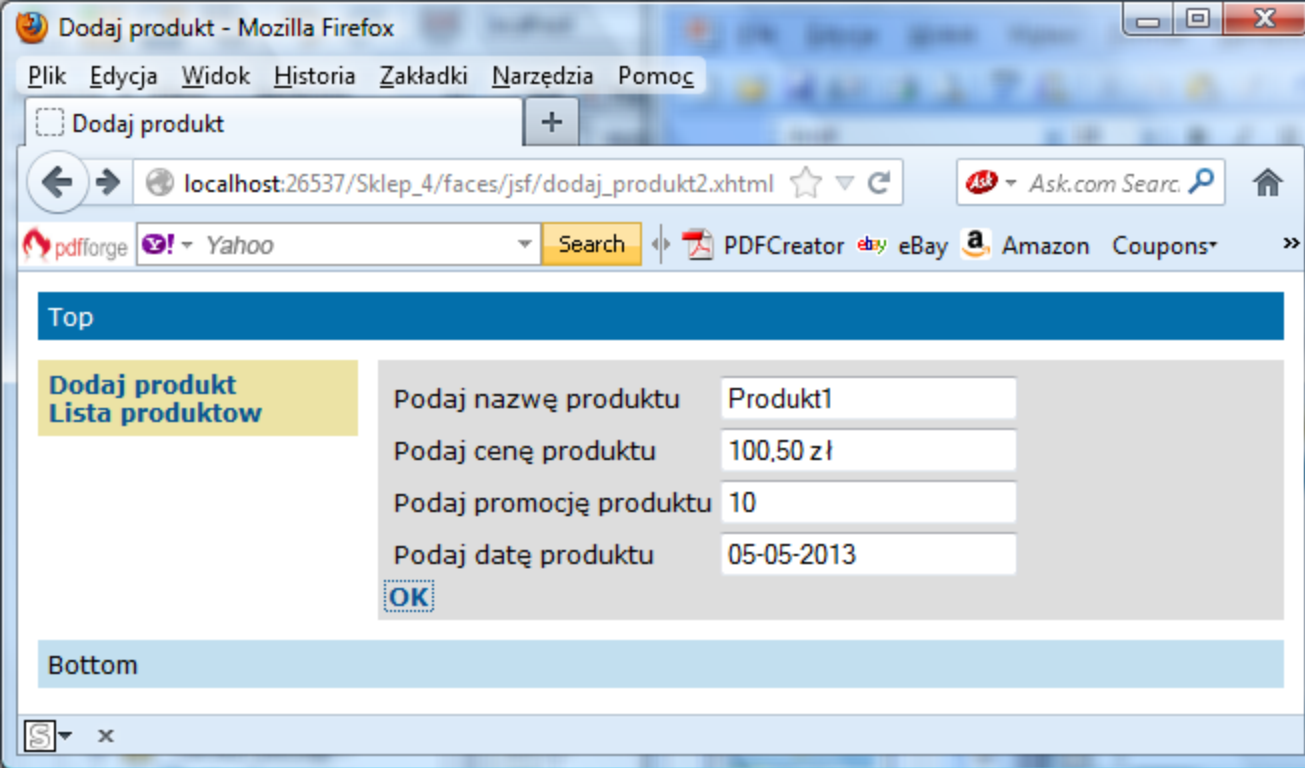 Dodaj produkt - Mozilla Firefox
Plik Edycja Widok Historia Zakładki Narzędzia Pomoc
Dodaj produkt +
localhost:26537/Sklep_4/faces/jsf/dodaj_produkt2.xhtml Ask Ask.com Searc
pdfforge Y! Yahoo Search PDFCreator ebay eBay a Amazon Coupons »
Top
Dodaj produkt
Lista produktow
Podaj nazwę produktu Produkt1
Podaj cenę produktu 100,50 zł
Podaj promocję produktu 10
Podaj datę produktu 05-05-2013
OK
Bottom
S x